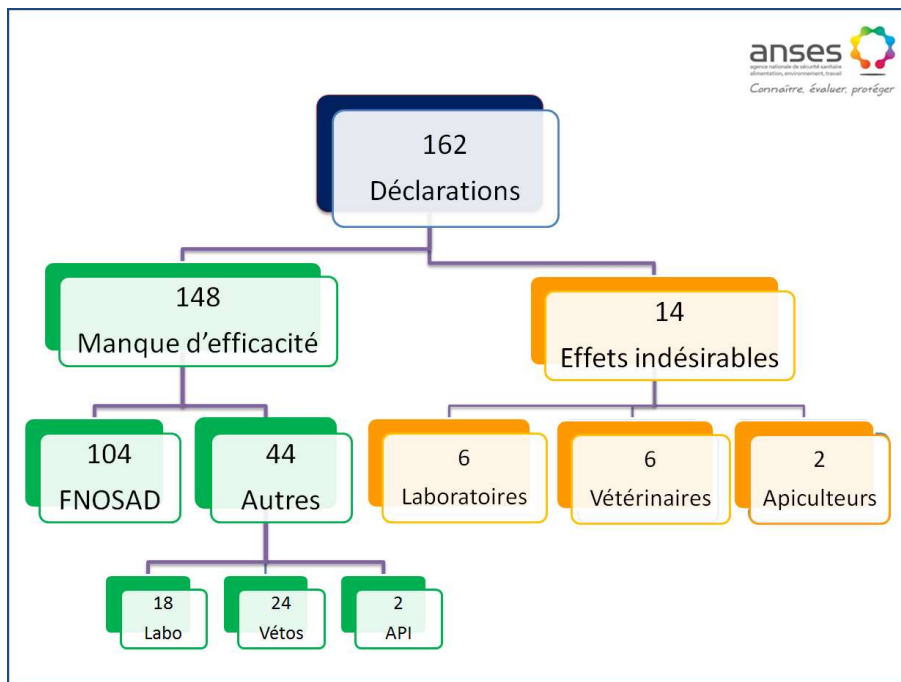 anses
agence nationale de sécurité sanitaire
alimentation, environnement, travail
Connaître, évaluer, protéger
162
Déclarations
148
Manque d'efficacité
14
Effets indésirables
104
FNOSAD
44
Autres
6
Laboratoires
6
Vétérinaires
2
Apiculteurs
18
Labo
24
Vétos
2
API